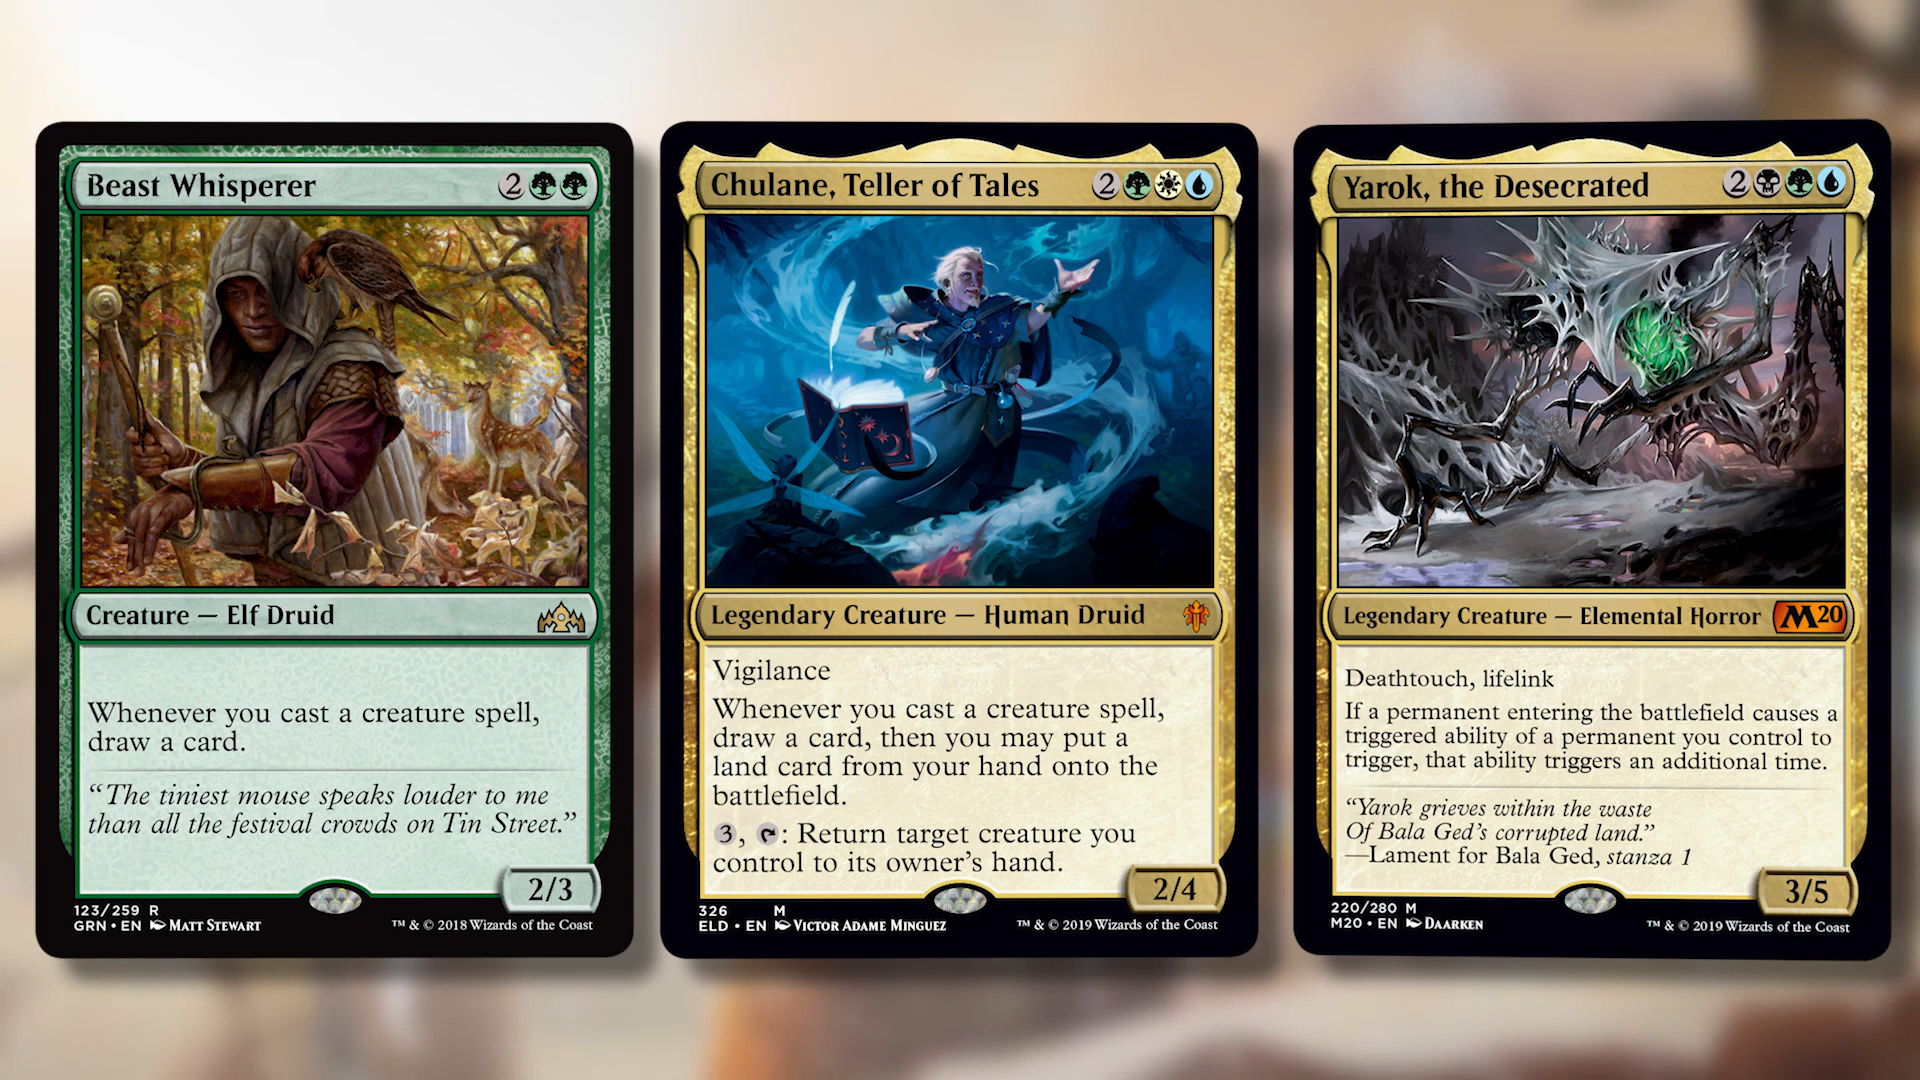 Beast Whisperer 2
Creature — Elf Druid
Whenever you cast a creature spell,
draw a card.
“The tiniest mouse speaks louder to me
than all the festival crowds on Tin Street.”
2/3
123/259 R
GRN • EN Matt Stewart
™ & © 2018 Wizards of the Coast
Chulane, Teller of Tales 2
Legendary Creature — Human Druid
Vigilance
Whenever you cast a creature spell,
draw a card, then you may put a
land card from your hand onto the
battlefield.
3, : Return target creature you
control to its owner’s hand.
2/4
326 M
ELD • EN Victor Adame Minguez
™ & © 2019 Wizards of the Coast
Yarok, the Desecrated 2
Legendary Creature — Elemental Horror M20
Deathtouch, lifelink
If a permanent entering the battlefield causes a
triggered ability of a permanent you control to
trigger, that ability triggers an additional time.
“Yarok grieves within the waste
Of Bala Ged’s corrupted land.”
—Lament for Bala Ged, stanza 1
3/5
220/280 M
M20 • EN Daarken
™ & © 2019 Wizards of the Coast